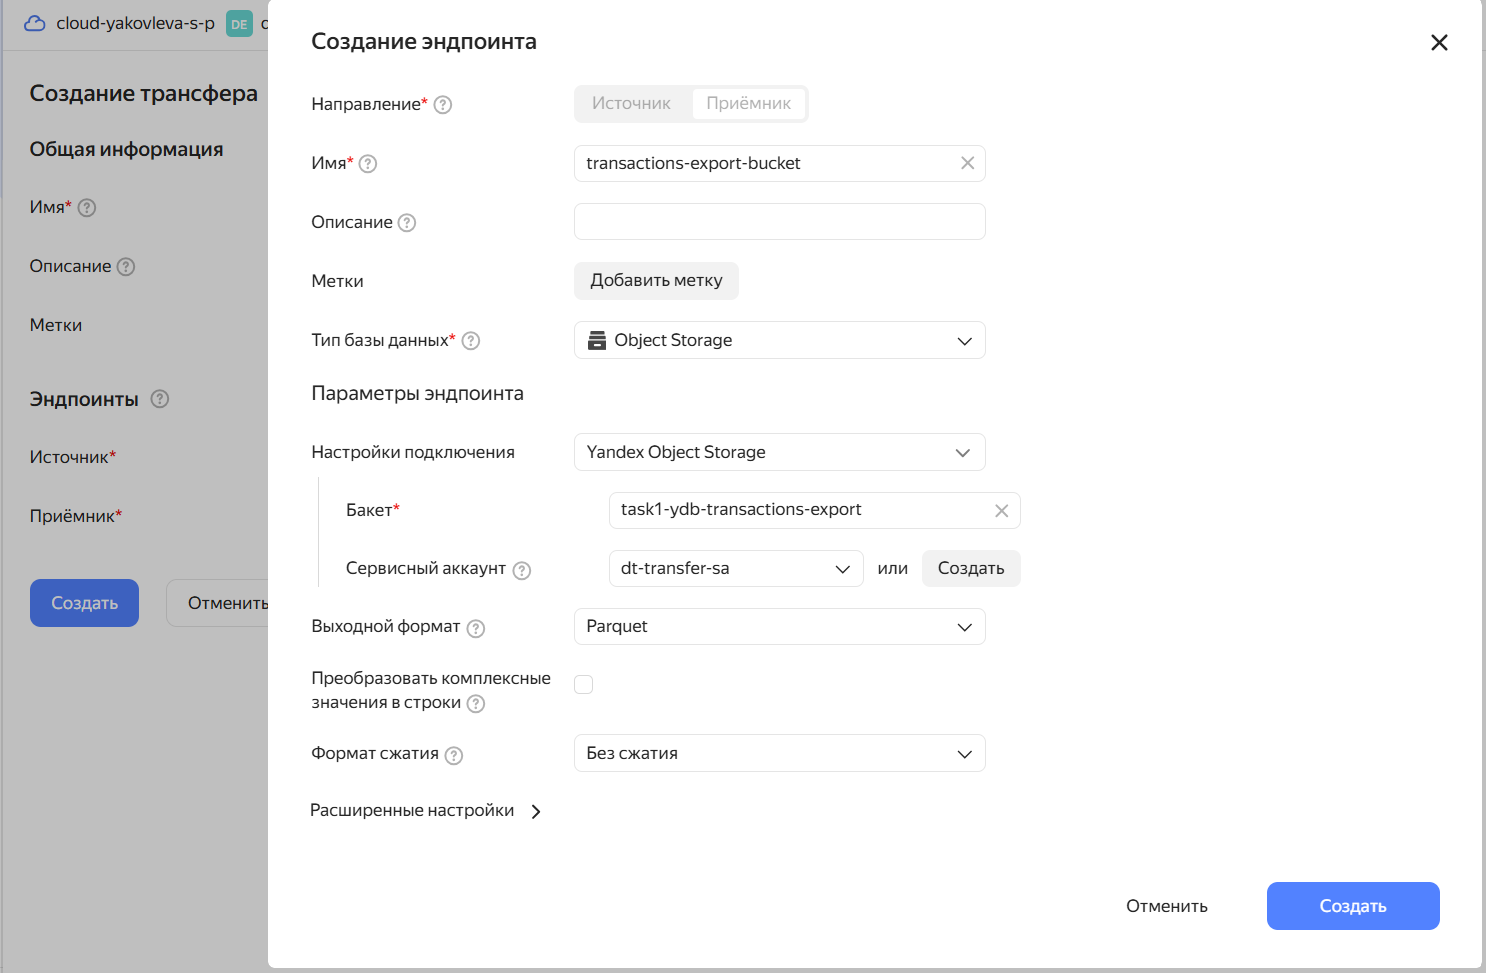 cloud-yakovleva-s-p DE
Создание трансфера
Общая информация
Имя*
Описание
Метки
Эндпоинты
Источник*
Приёмник*
Создать Отменить
Создание эндпоинта
Направление* Источник Приёмник
Имя* transactions-export-bucket
Описание
Метки Добавить метку
Тип базы данных* Object Storage
Параметры эндпоинта
Настройки подключения Yandex Object Storage
Бакет* task1-ydb-transactions-export
Сервисный аккаунт dt-transfer-sa или Создать
Выходной формат Parquet
Преобразовать комплексные
значения в строки
Формат сжатия Без сжатия
Расширенные настройки
Отменить Создать